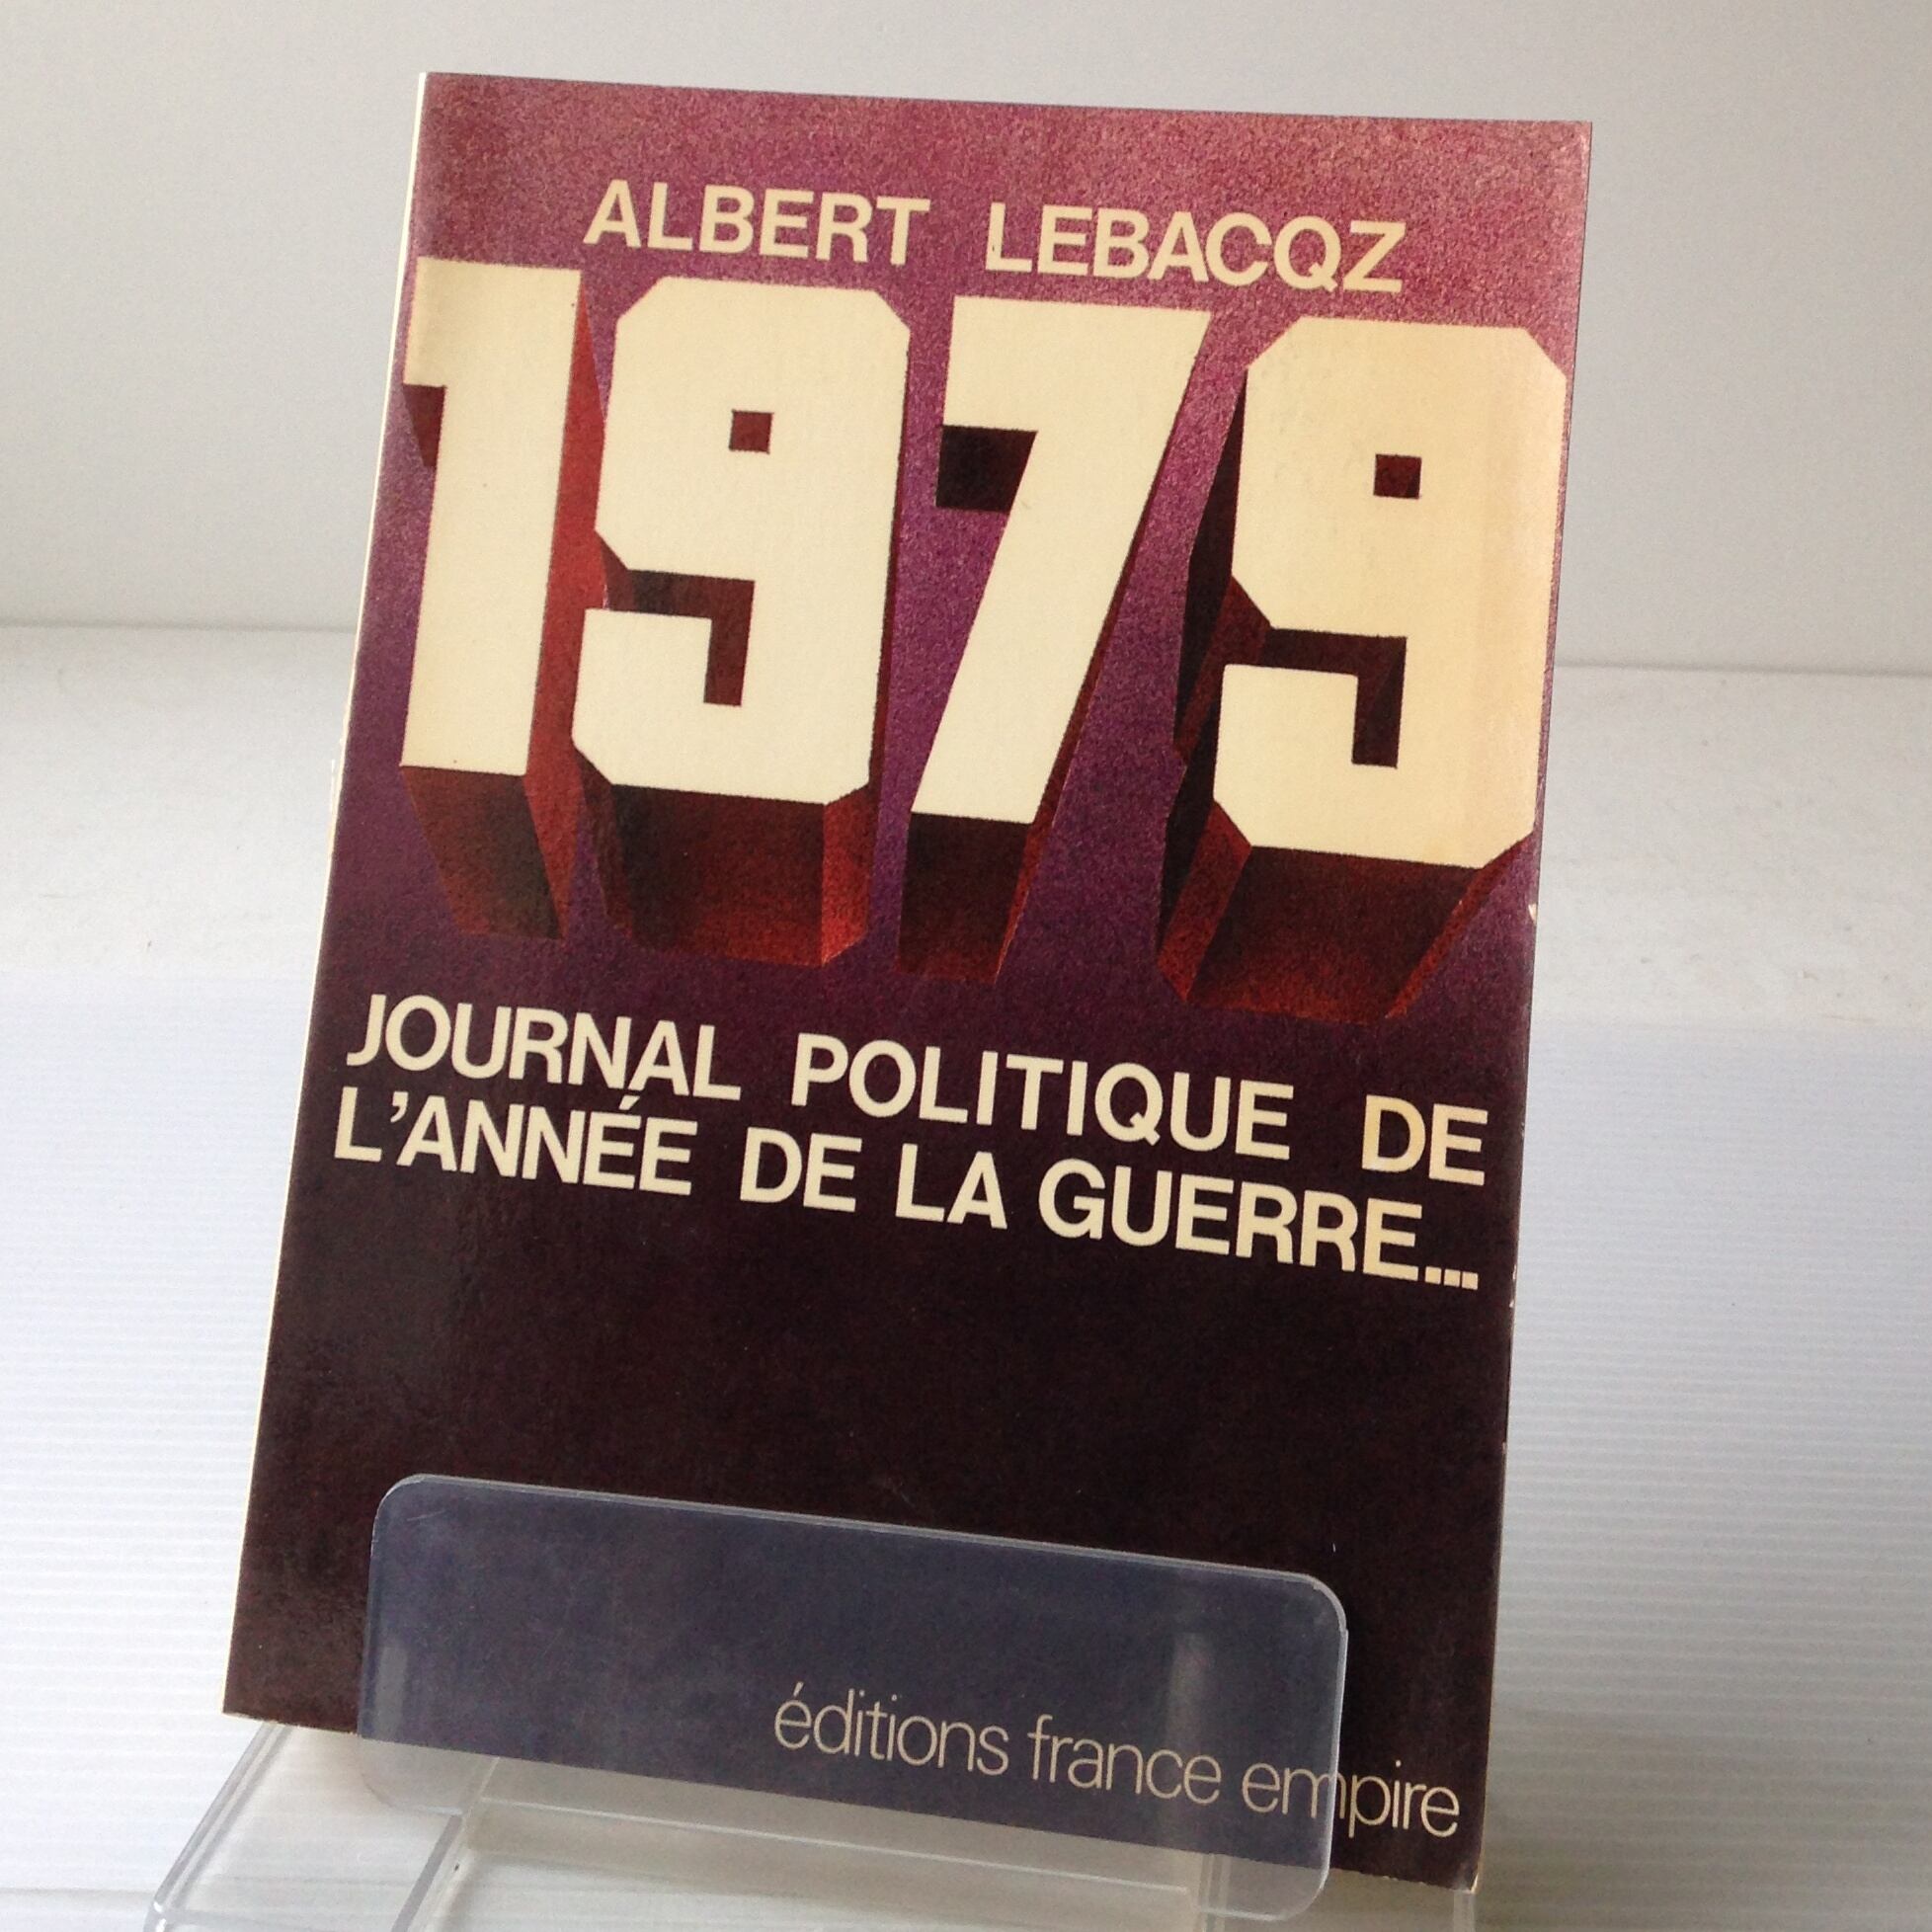 ALBERT LEBACQZ
1979
JOURNAL POLITIQUE DE
L'ANNÉE DE LA GUERRE...
éditions france empire